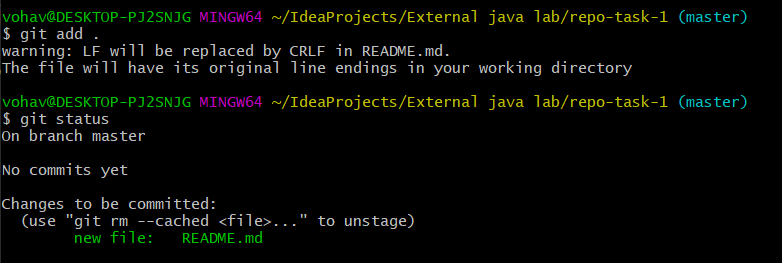 vohav@DESKTOP-PJ2SNJG MINGW64 ~/IdeaProjects/External java lab/repo-task-1 (master)
$ git add .
warning: LF will be replaced by CRLF in README.md.
The file will have its original line endings in your working directory
vohav@DESKTOP-PJ2SNJG MINGW64 ~/IdeaProjects/External java lab/repo-task-1 (master)
$ git status
On branch master
No commits yet
Changes to be committed:
(use "git rm --cached <file>..." to unstage)
new file:   README.md